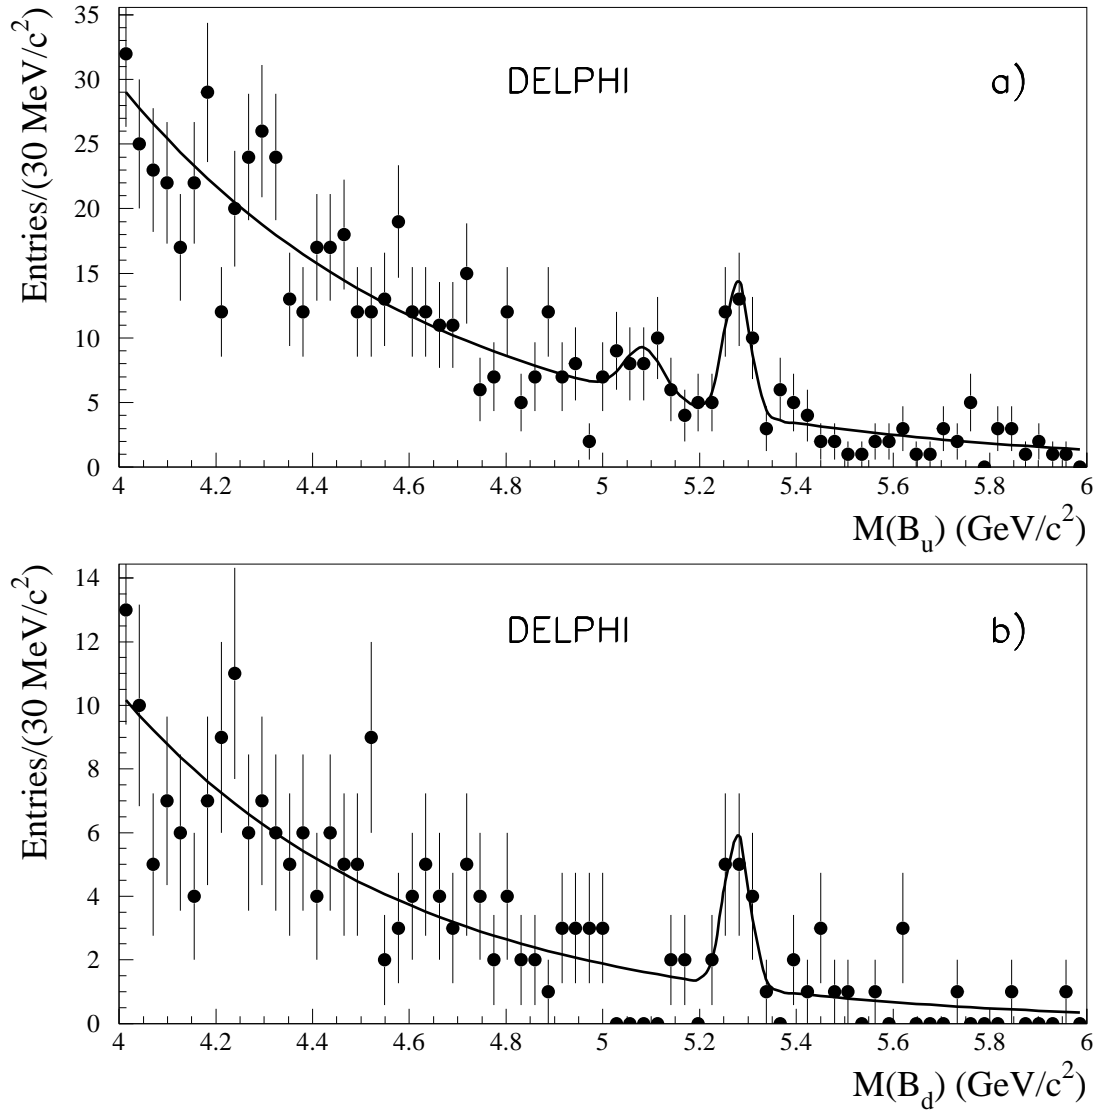 Entries/(30 MeV/c²)
DELPHI
a)
35
30
25
20
15
10
5
0
4 4.2 4.4 4.6 4.8 5 5.2 5.4 5.6 5.8 6
M(B_u) (GeV/c²)
Entries/(30 MeV/c²)
DELPHI
b)
14
12
10
8
6
4
2
0
4 4.2 4.4 4.6 4.8 5 5.2 5.4 5.6 5.8 6
M(B_d) (GeV/c²)